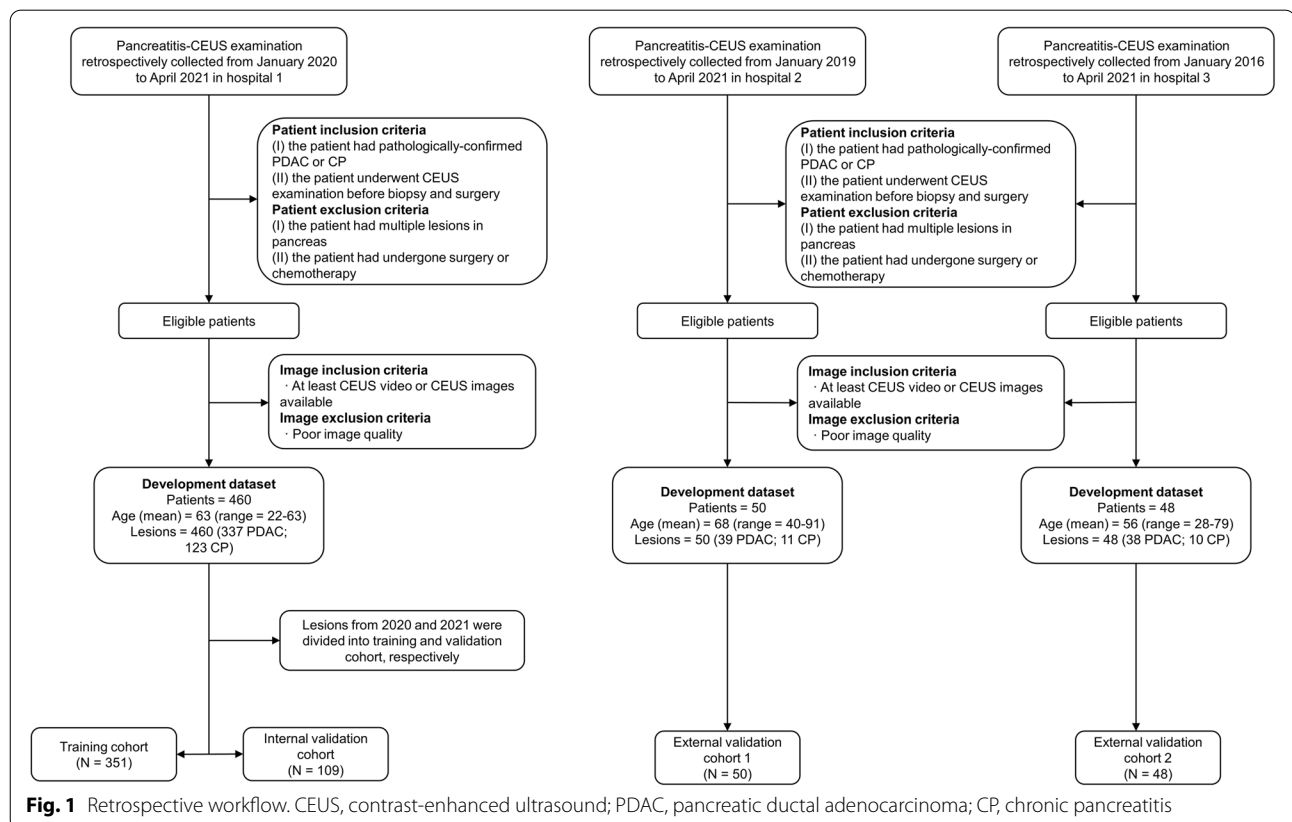 Pancreatitis-CEUS examination
retrospectively collected from January 2020
to April 2021 in hospital 1
Patient inclusion criteria
(I) the patient had pathologically-confirmed
PDAC or CP
(II) the patient underwent CEUS
examination before biopsy and surgery
Patient exclusion criteria
(I) the patient had multiple lesions in
pancreas
(II) the patient had undergone surgery or
chemotherapy
Eligible patients
Image inclusion criteria
· At least CEUS video or CEUS images
available
Image exclusion criteria
· Poor image quality
Development dataset
Patients = 460
Age (mean) = 63 (range = 22-63)
Lesions = 460 (337 PDAC;
123 CP)
Lesions from 2020 and 2021 were
divided into training and validation
cohort, respectively
Training cohort
(N = 351)
Internal validation
cohort
(N = 109)
Pancreatitis-CEUS examination
retrospectively collected from January 2019
to April 2021 in hospital 2
Pancreatitis-CEUS examination
retrospectively collected from January 2016
to April 2021 in hospital 3
Patient inclusion criteria
(I) the patient had pathologically-confirmed
PDAC or CP
(II) the patient underwent CEUS
examination before biopsy and surgery
Patient exclusion criteria
(I) the patient had multiple lesions in
pancreas
(II) the patient had undergone surgery or
chemotherapy
Eligible patients
Eligible patients
Image inclusion criteria
· At least CEUS video or CEUS images
available
Image exclusion criteria
· Poor image quality
Development dataset
Patients = 50
Age (mean) = 68 (range = 40-91)
Lesions = 50 (39 PDAC; 11 CP)
Development dataset
Patients = 48
Age (mean) = 56 (range = 28-79)
Lesions = 48 (38 PDAC; 10 CP)
External validation
cohort 1
(N = 50)
External validation
cohort 2
(N = 48)
Fig. 1 Retrospective workflow. CEUS, contrast-enhanced ultrasound; PDAC, pancreatic ductal adenocarcinoma; CP, chronic pancreatitis